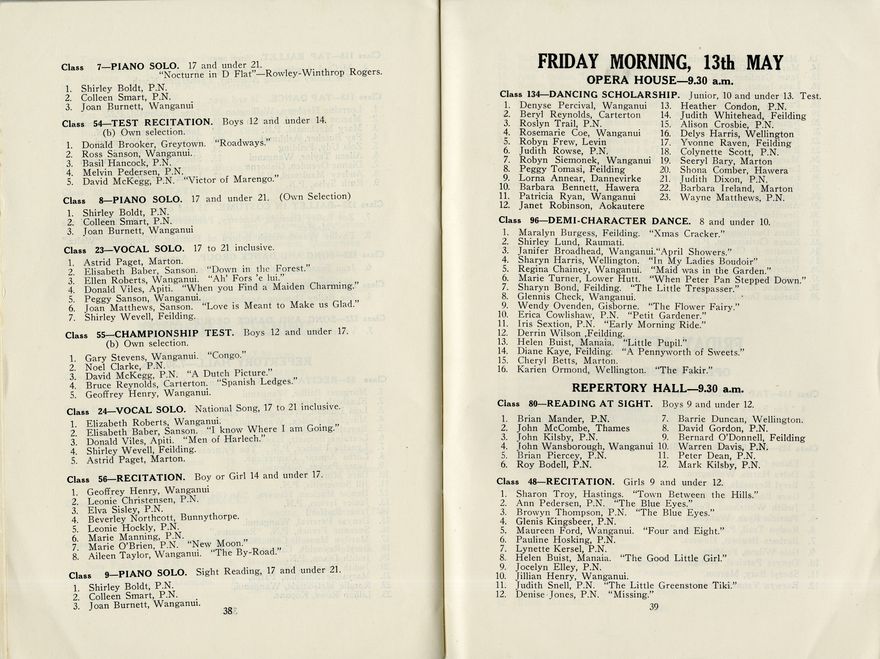 Class 7—PIANO SOLO. 17 and under 21.
"Nocturne in D Flat"—Rowley-Winthrop Rogers.
1. Shirley Boldt, P.N.
2. Colleen Smart, P.N.
3. Joan Burnett, Wanganui
Class 54—TEST RECITATION. Boys 12 and under 14.
(b) Own selection.
1. Donald Brooker, Greytown. "Roadways."
2. Ross Sanson, Wanganui.
3. Basil Hancock, P.N.
4. Melvin Pedersen, P.N.
5. David McKegg, P.N. "Victor of Marengo."
Class 8—PIANO SOLO. 17 and under 21. (Own Selection)
1. Shirley Boldt, P.N.
2. Colleen Smart, P.N.
3. Joan Burnett, Wanganui
Class 23—VOCAL SOLO. 17 to 21 inclusive.
1. Astrid Paget, Marton.
2. Elisabeth Baber, Sanson. "Down in the Forest."
3. Ellen Roberts, Wanganui. "Ah' Fors 'e lui."
4. Donald Viles, Apiti. "When you Find a Maiden Charming."
5. Peggy Sanson, Wanganui.
6. Joan Matthews, Sanson. "Love is Meant to Make us Glad."
7. Shirley Wevell, Feilding.
Class 55—CHAMPIONSHIP TEST. Boys 12 and under 17.
(b) Own selection.
1. Gary Stevens, Wanganui. "Congo."
2. Noel Clarke, P.N.
3. David McKegg, P.N. "A Dutch Picture."
4. Bruce Reynolds, Carterton. "Spanish Ledges."
5. Geoffrey Henry, Wanganui.
Class 24—VOCAL SOLO. National Song, 17 to 21 inclusive.
1. Elizabeth Roberts, Wanganui.
2. Elisabeth Baber, Sanson. "I know Where I am Going."
3. Donald Viles, Apiti. "Men of Harlech."
4. Shirley Wevell, Feilding.
5. Astrid Paget, Marton.
Class 56—RECITATION. Boy or Girl 14 and under 17.
1. Geoffrey Henry, Wanganui
2. Leonie Christensen, P.N.
3. Elva Sisley, P.N.
4. Beverley Northcott, Bunnythorpe.
5. Leonie Hockly, P.N.
6. Marie Manning, P.N.
7. Marie O'Brien, P.N. "New Moon."
8. Aileen Taylor, Wanganui. "The By-Road."
Class 9—PIANO SOLO. Sight Reading, 17 and under 21.
1. Shirley Boldt, P.N.
2. Colleen Smart, P.N.
3. Joan Burnett, Wanganui.
38
FRIDAY MORNING, 13th MAY
OPERA HOUSE—9.30 a.m.
Class 134—DANCING SCHOLARSHIP. Junior, 10 and under 13. Test.
1. Denyse Percival, Wanganui
2. Beryl Reynolds, Carterton
3. Roslyn Trail, P.N.
4. Rosemarie Coe, Wanganui
5. Robyn Frew, Levin
6. Judith Rowse, P.N.
7. Robyn Siemonek, Wanganui
8. Peggy Tomasi, Feilding
9. Lorna Annear, Dannevirke
10. Barbara Bennett, Hawera
11. Patricia Ryan, Wanganui
12. Janet Robinson, Aokautere
13. Heather Condon, P.N.
14. Judith Whitehead, Feilding
15. Alison Crosbie, P.N.
16. Delys Harris, Wellington
17. Yvonne Raven, Feilding
18. Colynette Scott, P.N.
19. Seeryl Bary, Marton
20. Shona Comber, Hawera
21. Judith Dixon, P.N.
22. Barbara Ireland, Marton
23. Wayne Matthews, P.N.
Class 96—DEMI-CHARACTER DANCE. 8 and under 10.
1. Maralyn Burgess, Feilding. "Xmas Cracker."
2. Shirley Lund, Raumati.
3. Janifer Broadhead, Wanganui."April Showers."
4. Sharyn Harris, Wellington. "In My Ladies Boudoir"
5. Regina Chainey, Wanganui. "Maid was in the Garden."
6. Marie Turner, Lower Hutt. "When Peter Pan Stepped Down."
7. Sharyn Bond, Feilding. "The Little Trespasser."
8. Glennis Check, Wanganui.
9. Wendy Ovenden, Gisborne. "The Flower Fairy."
10. Erica Cowlishaw, P.N. "Petit Gardener."
11. Iris Sextion, P.N. "Early Morning Ride."
12. Derrin Wilson ,Feilding.
13. Helen Buist, Manaia. "Little Pupil."
14. Diane Kaye, Feilding. "A Pennyworth of Sweets."
15. Cheryl Betts, Marton.
16. Karien Ormond, Wellington. "The Fakir."
REPERTORY HALL—9.30 a.m.
Class 80—READING AT SIGHT. Boys 9 and under 12.
1. Brian Mander, P.N.
2. John McCombe, Thames
3. John Kilsby, P.N.
4. John Wansborough, Wanganui
5. Brian Piercey, P.N.
6. Roy Bodell, P.N.
7. Barrie Duncan, Wellington.
8. David Gordon, P.N.
9. Bernard O'Donnell, Feilding
10. Warren Davis, P.N.
11. Peter Dean, P.N.
12. Mark Kilsby, P.N.
Class 48—RECITATION. Girls 9 and under 12.
1. Sharon Troy, Hastings. "Town Between the Hills."
2. Ann Pedersen, P.N. "The Blue Eyes."
3. Browyn Thompson, P.N. "The Blue Eyes."
4. Glenis Kingsbeer, P.N.
5. Maureen Ford, Wanganui. "Four and Eight."
6. Pauline Hosking, P.N.
7. Lynette Kersel, P.N.
8. Helen Buist, Manaia. "The Good Little Girl."
9. Jocelyn Elley, P.N.
10. Jillian Henry, Wanganui.
11. Judith Snell, P.N. "The Little Greenstone Tiki."
12. Denise Jones, P.N. "Missing."
39